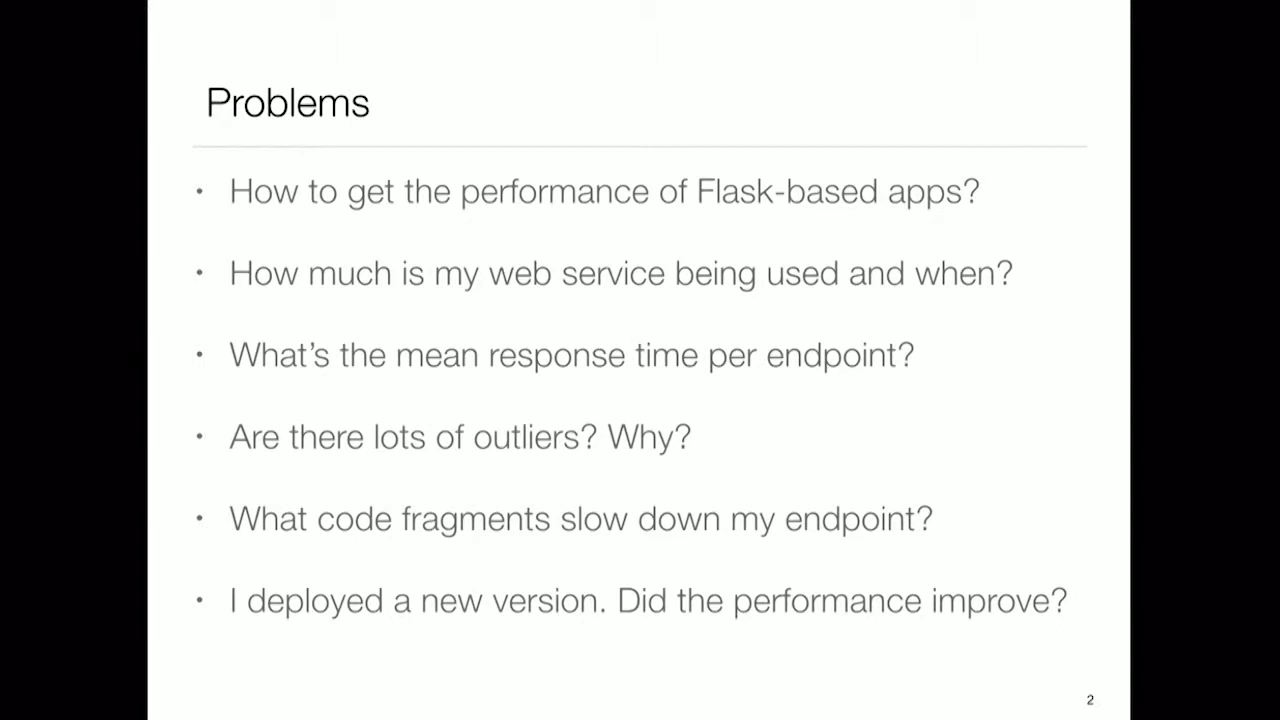 Problems
• How to get the performance of Flask-based apps?
• How much is my web service being used and when?
• What’s the mean response time per endpoint?
• Are there lots of outliers? Why?
• What code fragments slow down my endpoint?
• I deployed a new version. Did the performance improve?
2